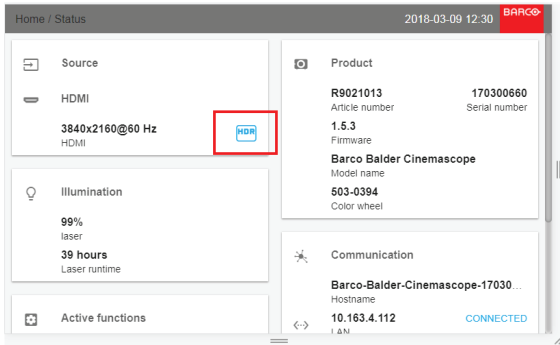 Home / Status
2018-03-09 12:30
BARCO
Source
HDMI
3840x2160@60 Hz
HDMI
HDR
Illumination
99%
laser
39 hours
Laser runtime
Active functions
Product
R9021013 170300660
Article number Serial number
1.5.3
Firmware
Barco Balder Cinemascope
Model name
503-0394
Color wheel
Communication
Barco-Balder-Cinemascope-17030...
Hostname
10.163.4.112 CONNECTED
LAN